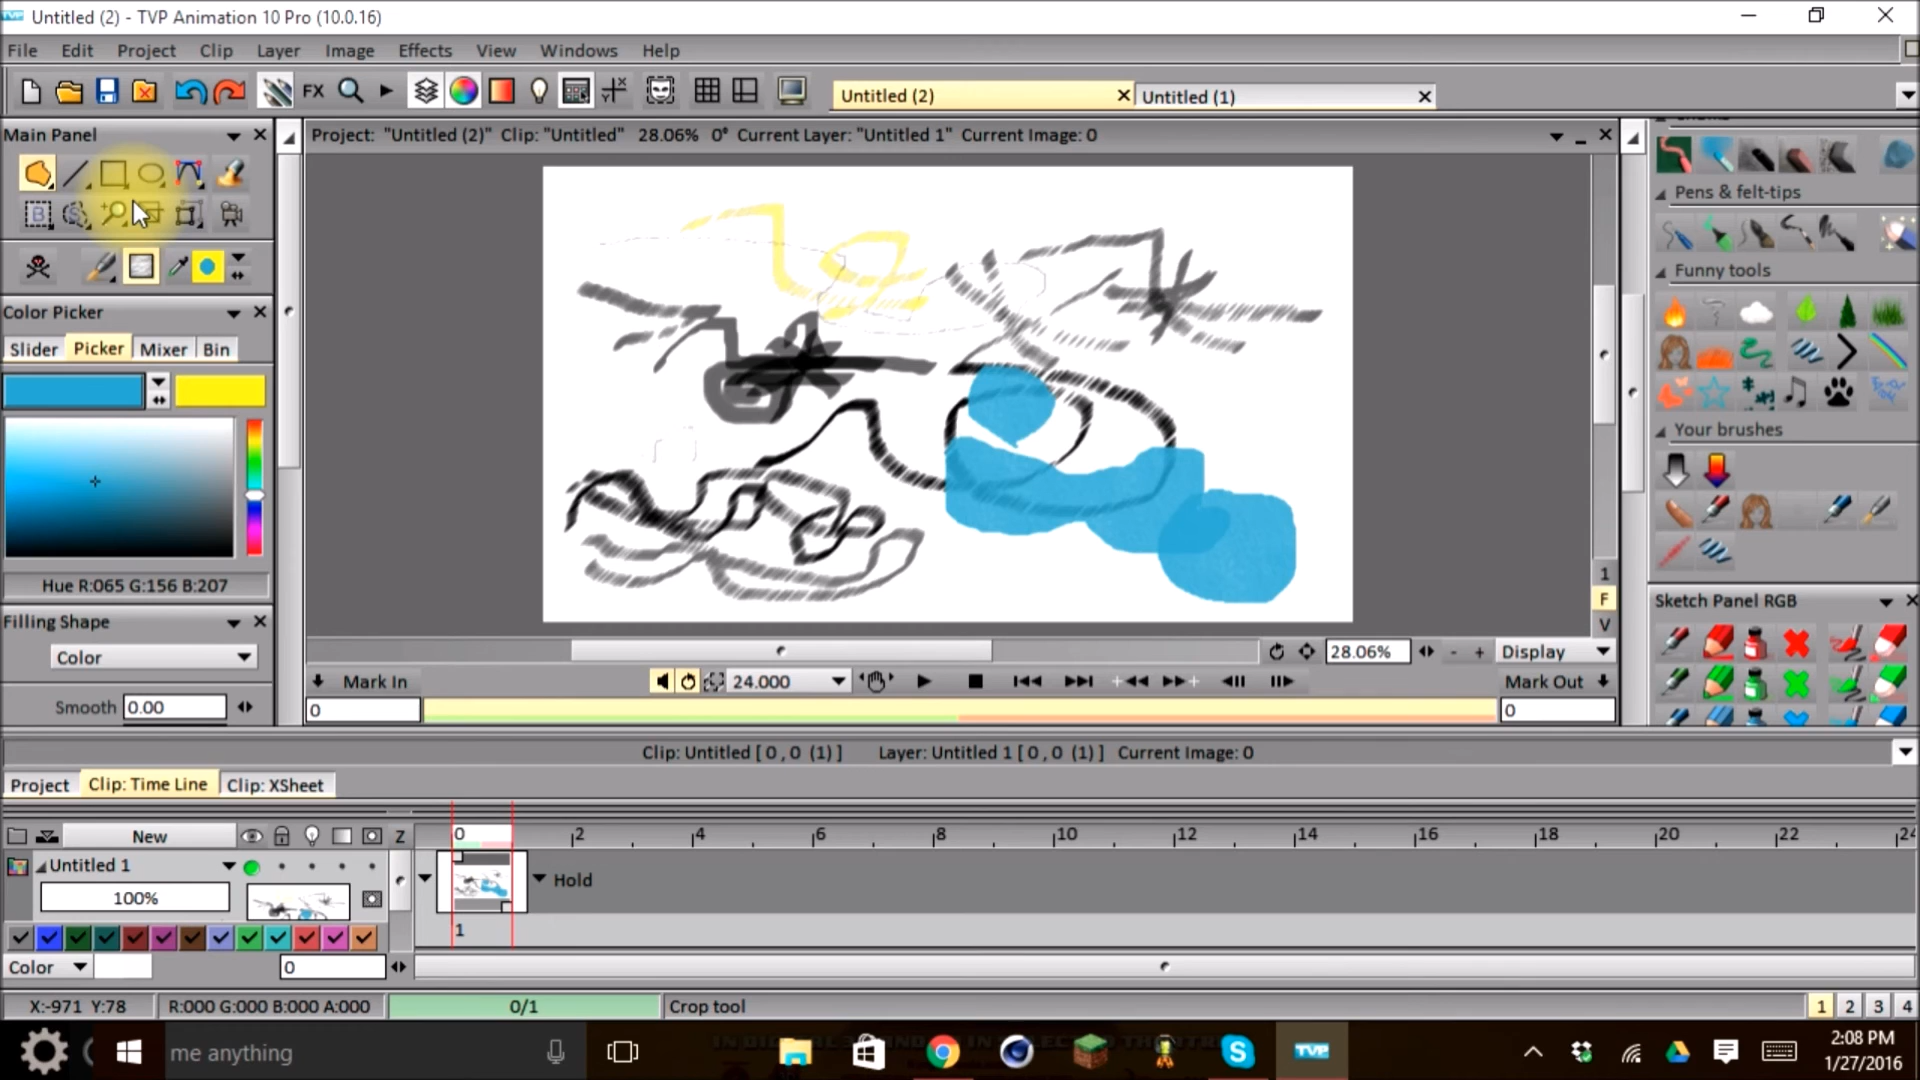 Untitled (2) - TVP Animation 10 Pro (10.0.16)
File Edit Project Clip Layer Image Effects View Windows Help
FX
Untitled (2)
Untitled (1)
Main Panel
Project: "Untitled (2)" Clip: "Untitled" 28.06% 0° Current Layer: "Untitled 1" Current Image: 0
Pens & felt-tips
Funny tools
Your brushes
Sketch Panel RGB
Color Picker
Slider Picker Mixer Bin
Hue R:065 G:156 B:207
Filling Shape
Color
Smooth 0.00
1
F
V
28.06% - + Display
Mark In
24.000
Mark Out
0
0
Clip: Untitled [ 0 , 0 (1) ] Layer: Untitled 1 [ 0 , 0 (1) ] Current Image: 0
Project Clip: Time Line Clip: XSheet
New
Z
0 2 4 6 8 10 12 14 16 18 20 22 24
Untitled 1
100%
Hold
1
Color
0
X:-971 Y:78 R:000 G:000 B:000 A:000 0/1 Crop tool
1 2 3 4
me anything
TVP
2:08 PM
1/27/2016